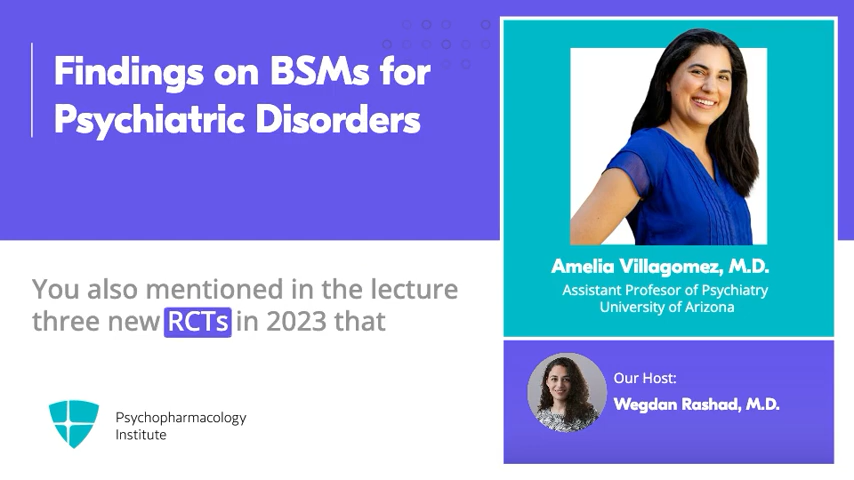 Findings on BSMs for
Psychiatric Disorders
You also mentioned in the lecture
three new RCTs in 2023 that
Psychopharmacology
Institute
Amelia Villagomez, M.D.
Assistant Profesor of Psychiatry
University of Arizona
Our Host:
Wegdan Rashad, M.D.